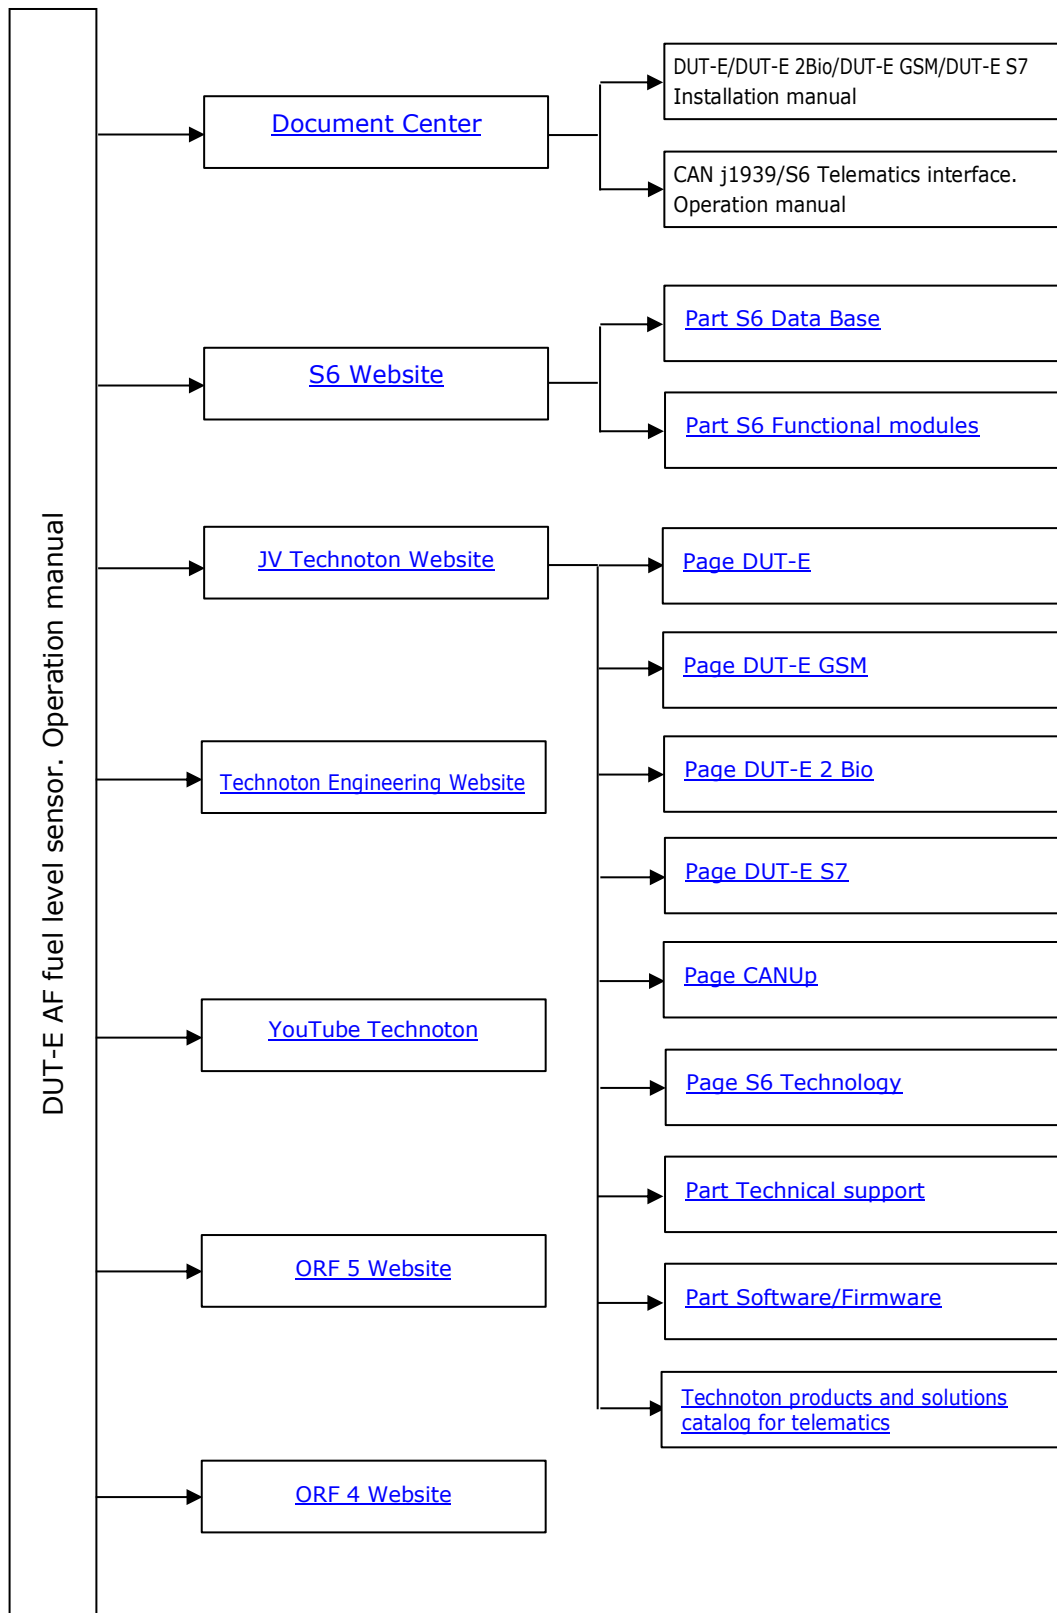 DUT-E AF fuel level sensor. Operation manual
Document Center
DUT-E/DUT-E 2Bio/DUT-E GSM/DUT-E S7
Installation manual
CAN j1939/S6 Telematics interface.
Operation manual
S6 Website
Part S6 Data Base
Part S6 Functional modules
JV Technoton Website
Page DUT-E
Page DUT-E GSM
Page DUT-E 2 Bio
Page DUT-E S7
Page CANUp
Page S6 Technology
Part Technical support
Part Software/Firmware
Technoton products and solutions
catalog for telematics
Technoton Engineering Website
YouTube Technoton
ORF 5 Website
ORF 4 Website